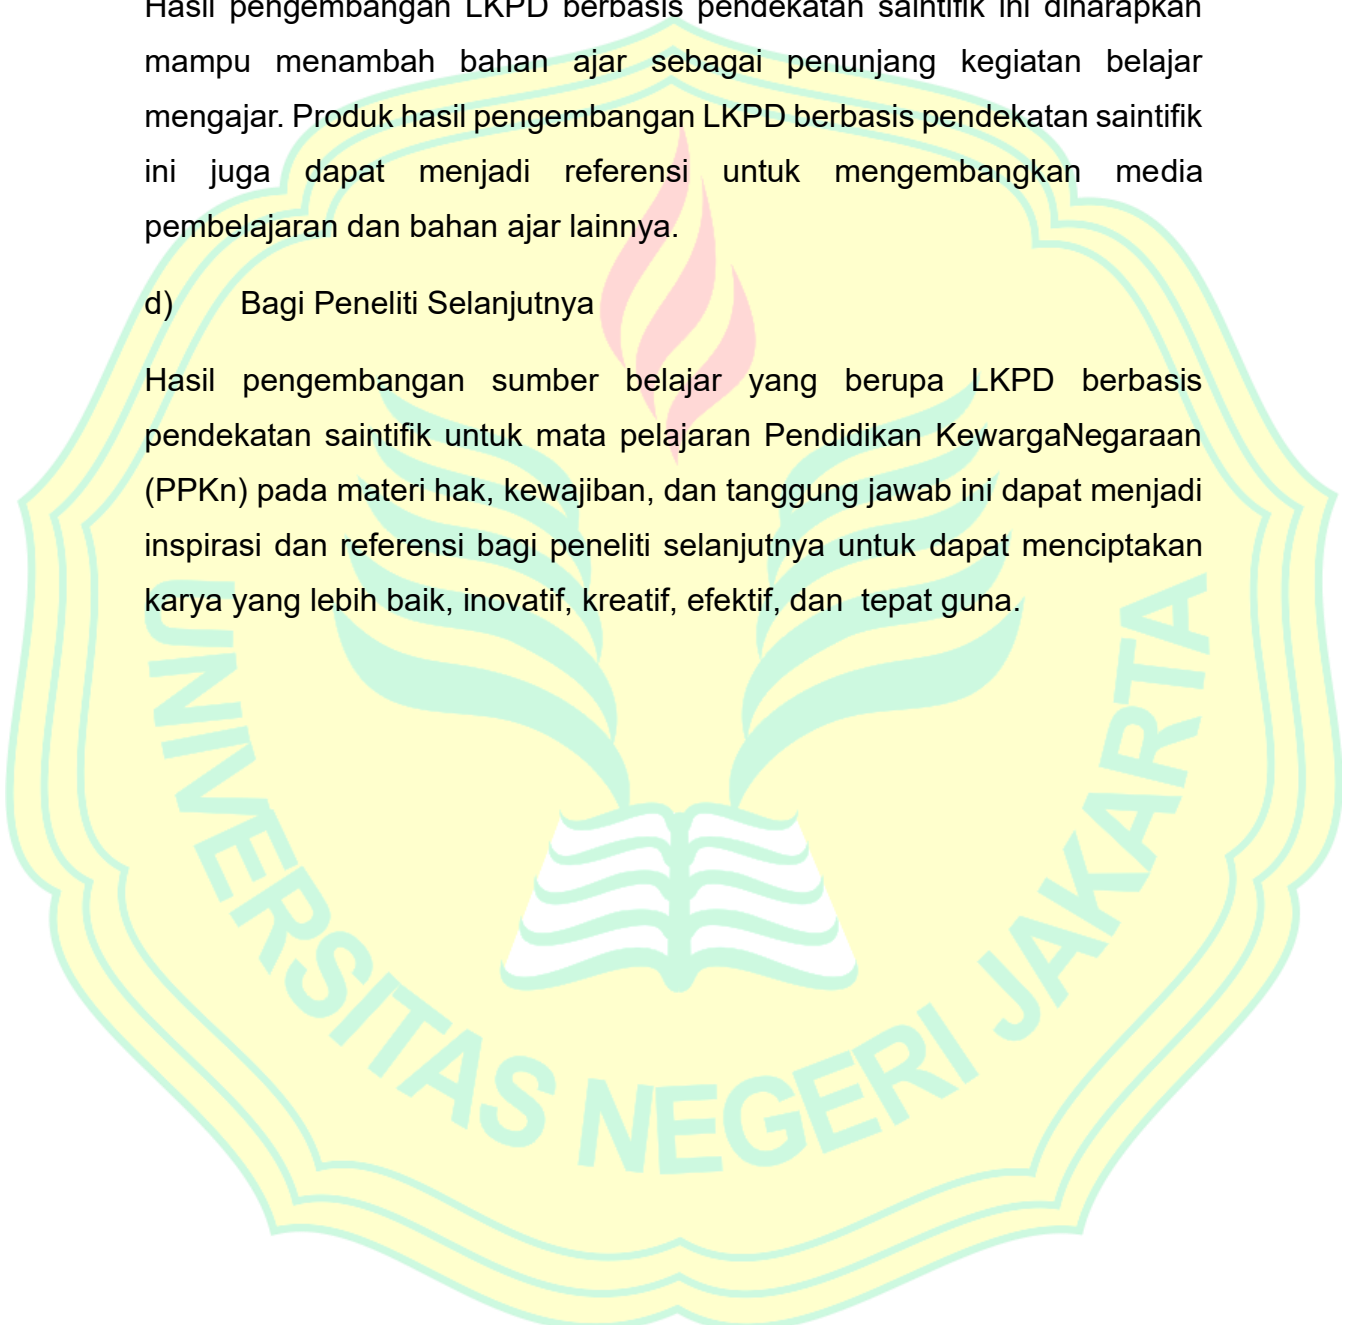 Hasil pengembangan LKPD berbasis pendekatan saintifik ini diharapkan
mampu menambah bahan ajar sebagai penunjang kegiatan belajar
mengajar. Produk hasil pengembangan LKPD berbasis pendekatan saintifik
ini juga dapat menjadi referensi untuk mengembangkan media
pembelajaran dan bahan ajar lainnya.
d) Bagi Peneliti Selanjutnya
Hasil pengembangan sumber belajar yang berupa LKPD berbasis
pendekatan saintifik untuk mata pelajaran Pendidikan KewargaNegaraan
(PPKn) pada materi hak, kewajiban, dan tanggung jawab ini dapat menjadi
inspirasi dan referensi bagi peneliti selanjutnya untuk dapat menciptakan
karya yang lebih baik, inovatif, kreatif, efektif, dan  tepat guna.
UNIVERSITAS NEGERI JAKARTA